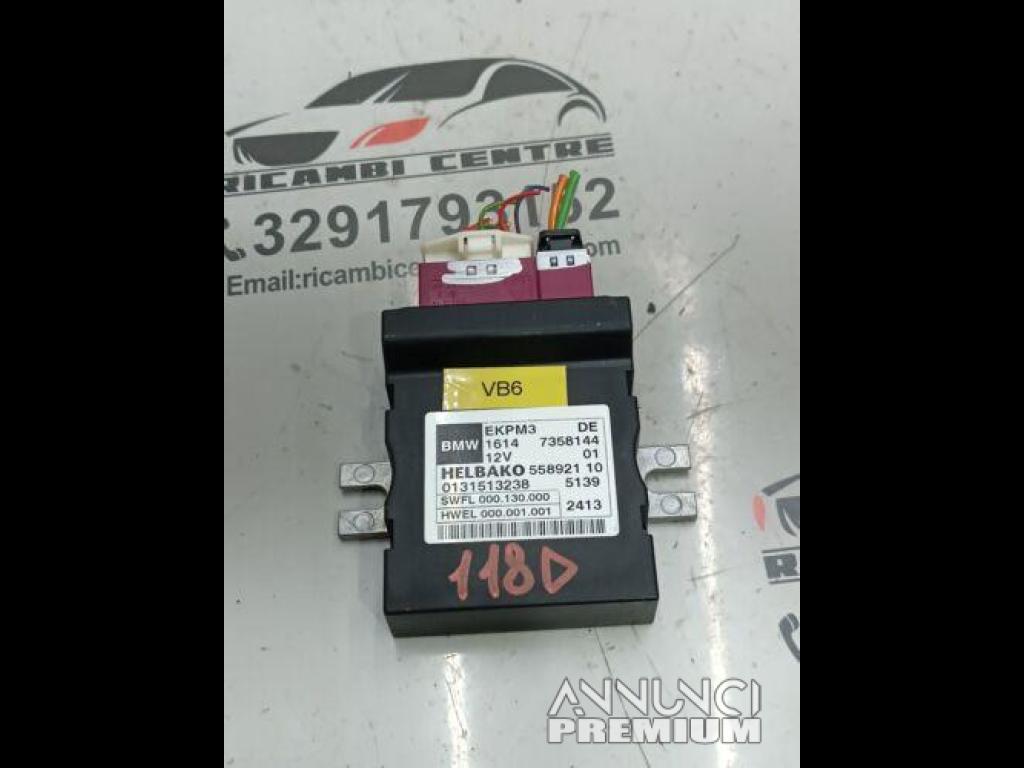 RICAMBI CENTRE
Email:ricambice
VB6
BMW
EKPM3 DE
1614 7358144
12V 01
HELBAKO 558921 10
0131513238 5139
SWFL 000.130.000
HWEL 000.001.001 2413
118D
ANNUNCI
PREMIUM